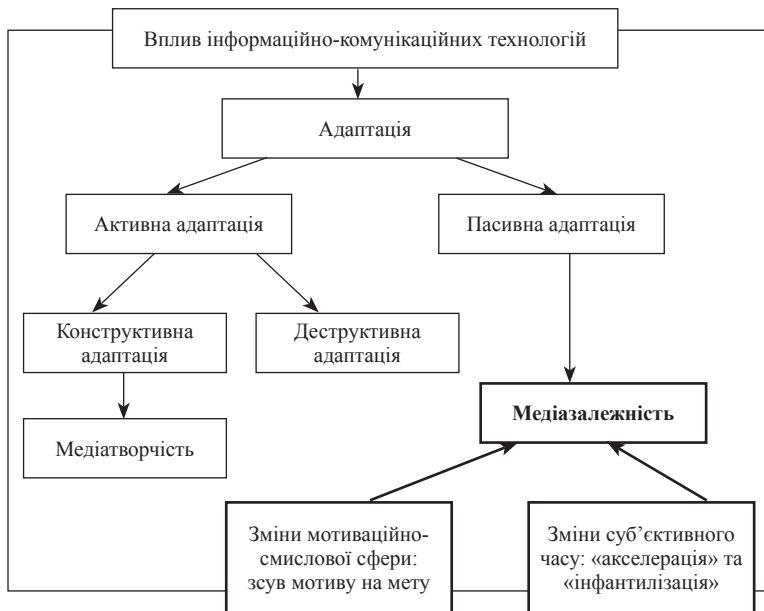 Вплив інформаційно-комунікаційних технологій
Адаптація
Активна адаптація
Пасивна адаптація
Конструктивна
адаптація
Деструктивна
адаптація
Медіазалежність
Медіатворчість
Зміни мотиваційно-
смислової сфери:
зсув мотиву на мету
Зміни суб’єктивного
часу: «акселерація» та
«інфантилізація»